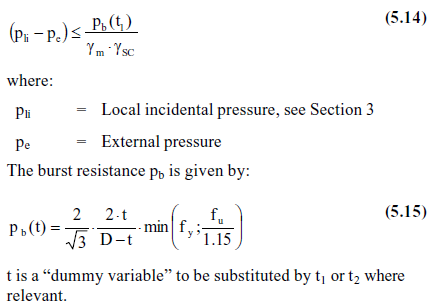 (p_li − p_e) ≤ p_b(t_1) / γ_m · γ_SC (5.14)
where:
p_li = Local incidental pressure, see Section 3
p_e = External pressure
The burst resistance p_b is given by:
p_b(t) = 2/√3 · 2·t/(D−t) · min(f_y; f_u/1.15) (5.15)
t is a “dummy variable” to be substituted by t_1 or t_2 where
relevant.